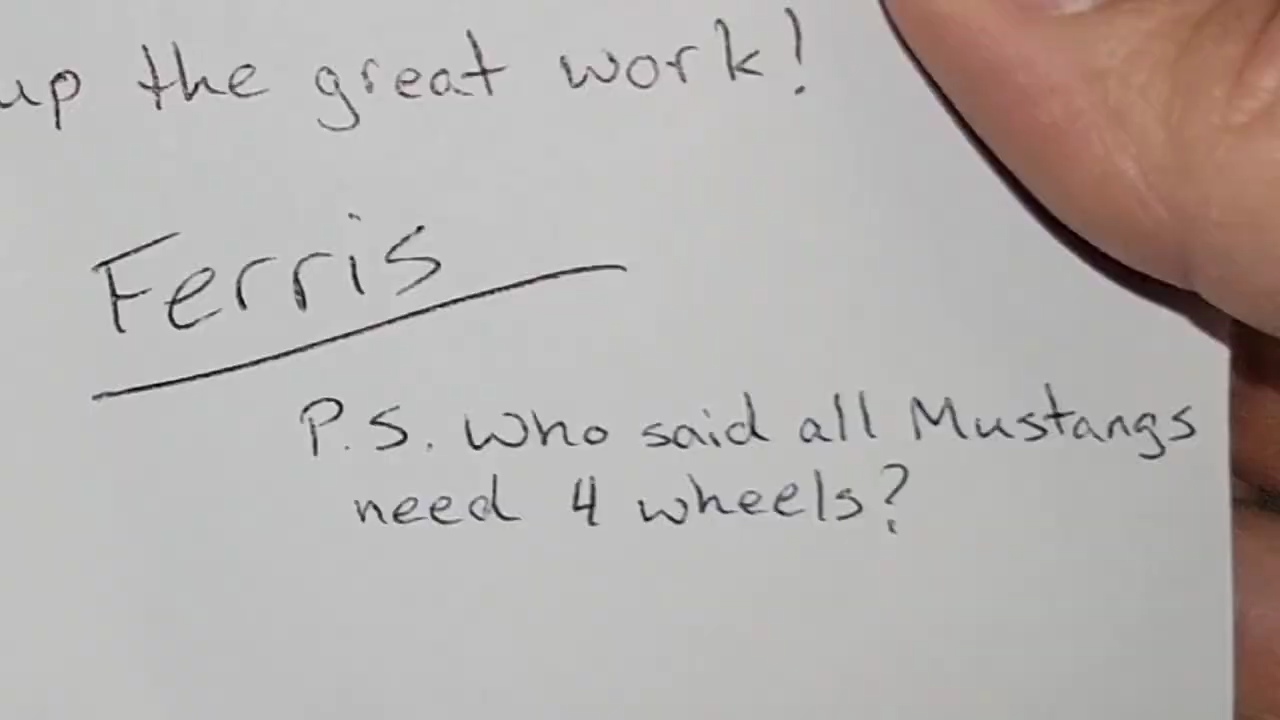 up the great work!
Ferris
P.S. Who said all Mustangs
need 4 wheels?